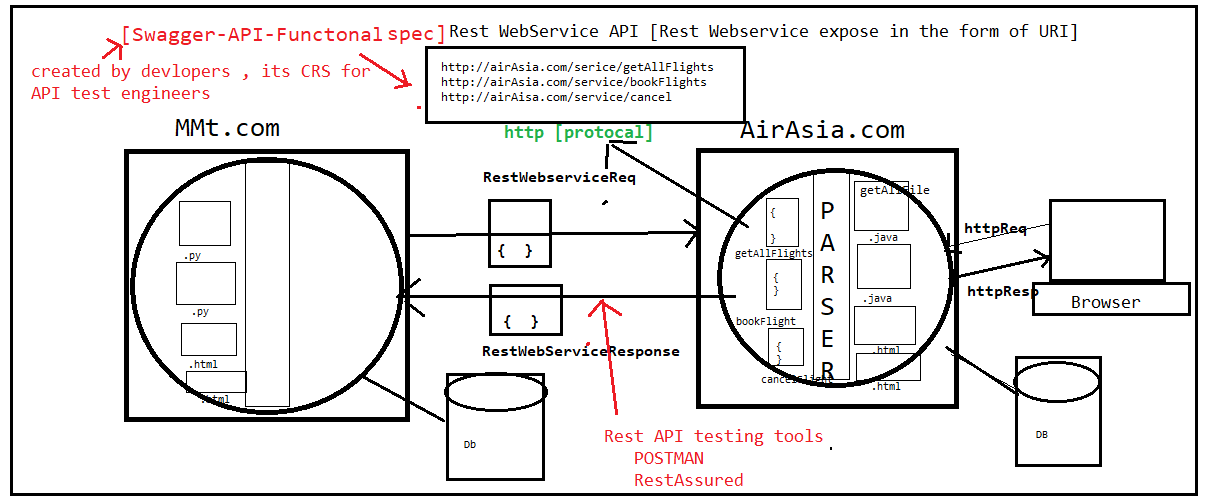 [Swagger-API-Functonal spec] Rest WebService API [Rest Webservice expose in the form of URI]
created by devlopers , its CRS for
API test engineers
http://airAsia.com/serice/getAllFlights
http://airAsia.com/service/bookFlights
http://airAisa.com/service/cancel
MMt.com
http [protocal]
AirAsia.com
RestWebserviceReq
{ }
.py
.py
.html
.html
{ }
RestWebServiceResponse
Db
{
}
getAllFlights
{
}
bookFlight
{
}
cancelFlight
P
A
R
S
E
R
getAllFile
.java
.java
.html
.html
httpReq
httpResp
Browser
DB
Rest API testing tools
POSTMAN
RestAssured